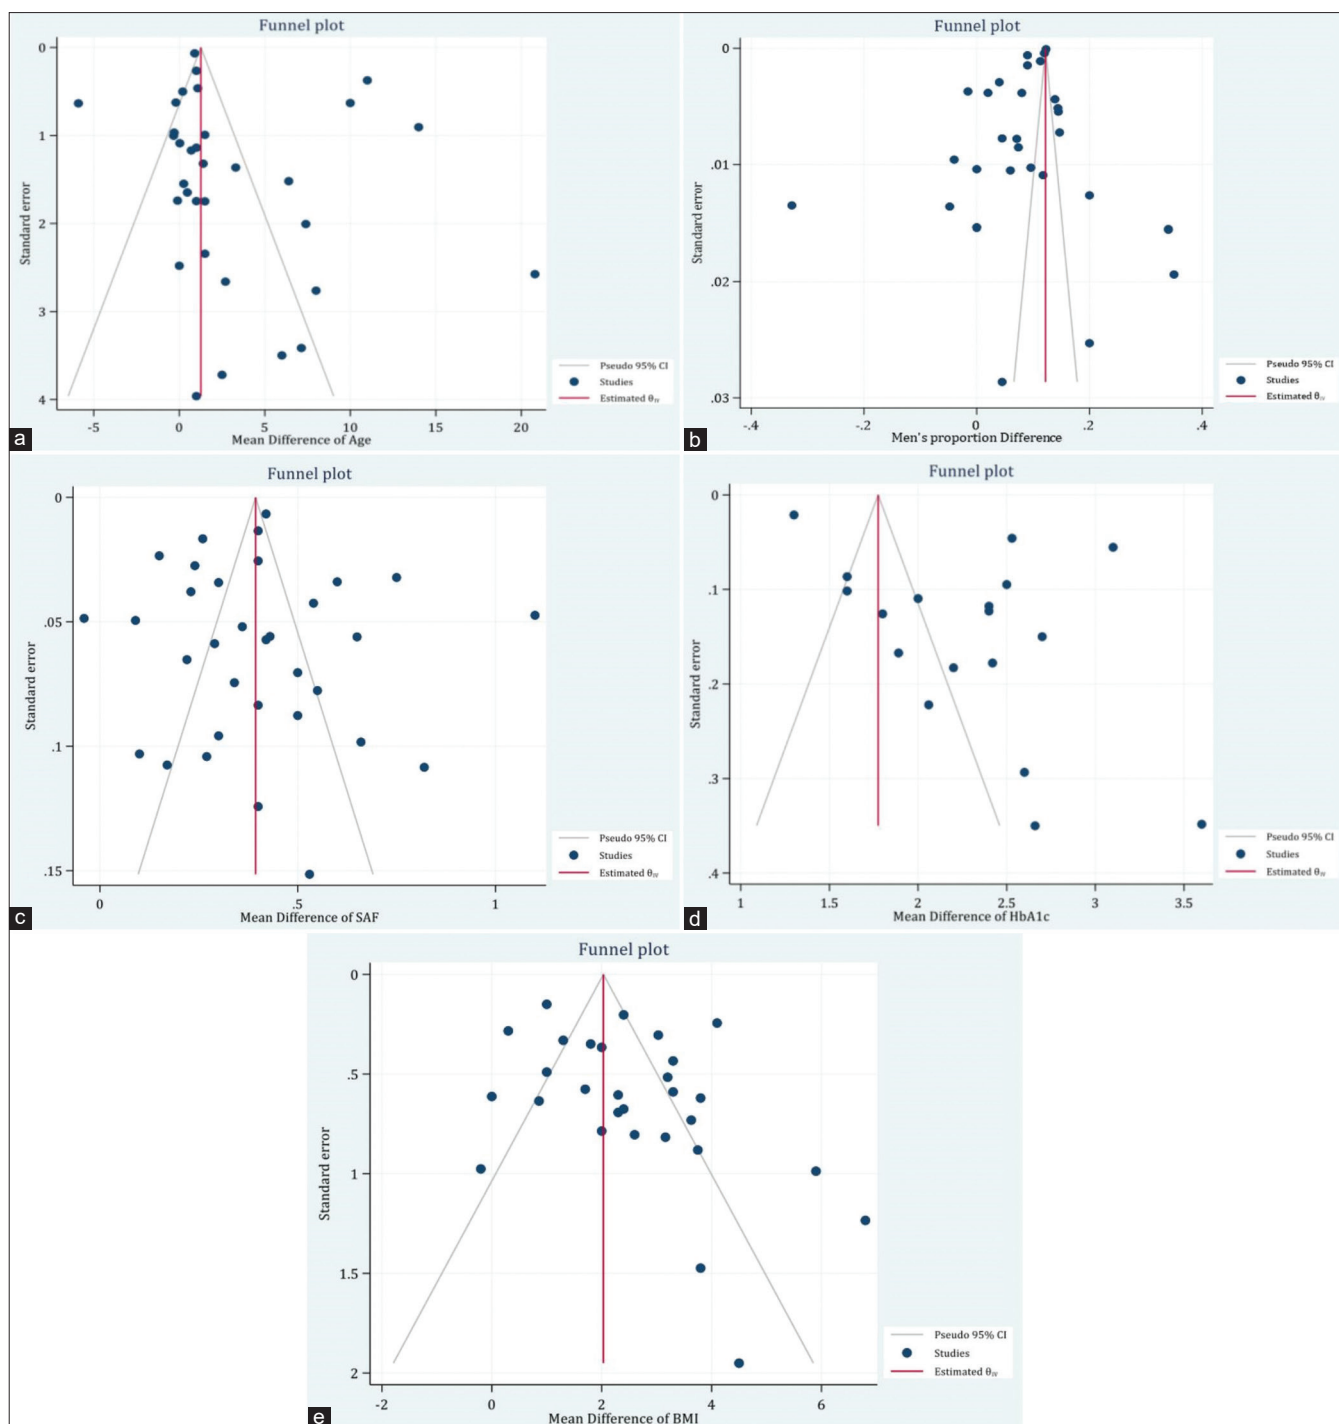 Funnel plot
0
1
2
3
4
Standard error
-5 0 5 10 15 20
Mean Difference of Age
Pseudo 95% CI
Studies
Estimated θIV
a
Funnel plot
0
.01
.02
.03
Standard error
-.4 -.2 0 .2 .4
Men's proportion Difference
Pseudo 95% CI
Studies
Estimated θIV
b
Funnel plot
0
.05
.1
.15
Standard error
0 .5 1
Mean Difference of SAF
Pseudo 95% CI
Studies
Estimated θIV
c
Funnel plot
0
.1
.2
.3
.4
Standard error
1 1.5 2 2.5 3 3.5
Mean Difference of HbA1c
Pseudo 95% CI
Studies
Estimated θIV
d
Funnel plot
0
.5
1
1.5
2
Standard error
-2 0 2 4 6
Mean Difference of BMI
Pseudo 95% CI
Studies
Estimated θIV
e